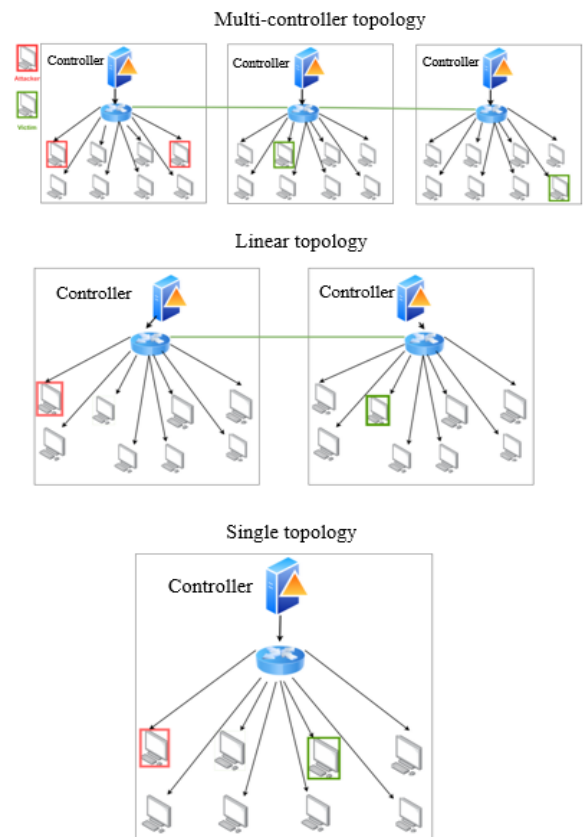 Multi-controller topology
Attacker
Victim
Controller
Controller
Controller
Linear topology
Controller
Controller
Single topology
Controller